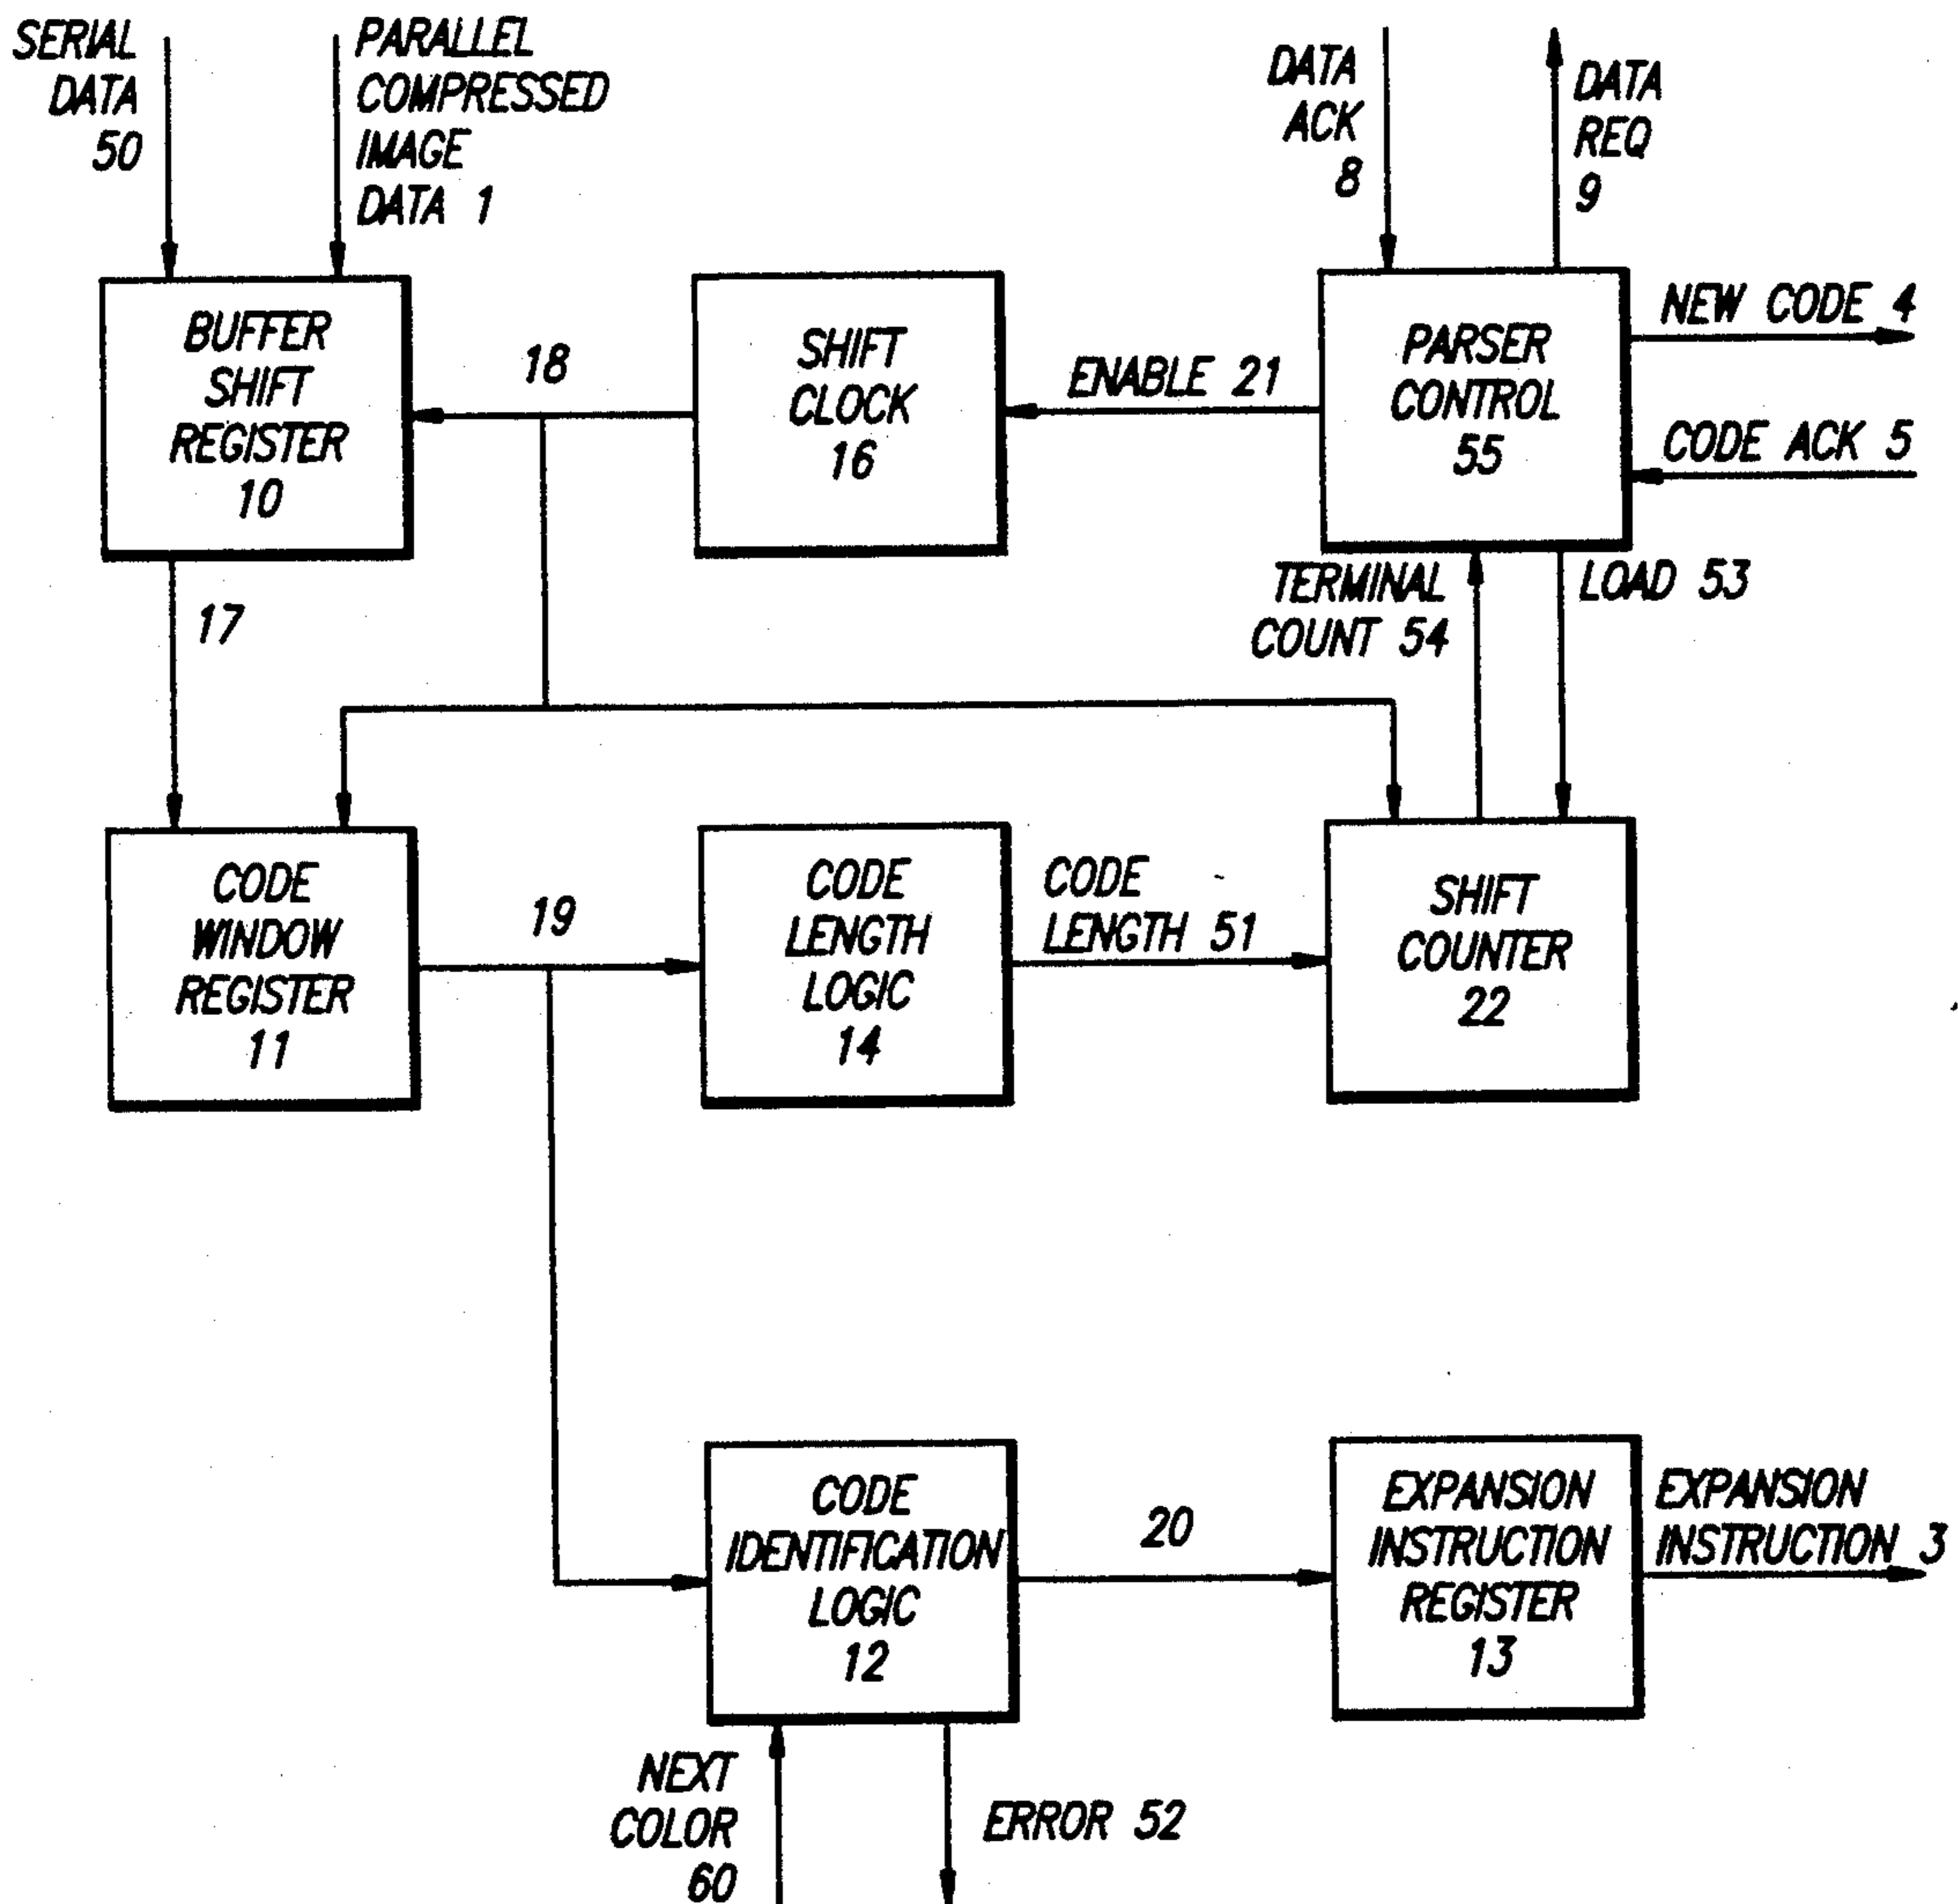 SERIAL
DATA
50
PARALLEL
COMPRESSED
IMAGE
DATA 1
DATA
ACK
8
DATA
REQ
9
BUFFER
SHIFT
REGISTER
10
18
SHIFT
CLOCK
16
ENABLE 21
PARSER
CONTROL
55
NEW CODE 4
CODE ACK 5
17
TERMINAL
COUNT 54
LOAD 53
CODE
WINDOW
REGISTER
11
19
CODE
LENGTH
LOGIC
14
CODE
LENGTH 51
SHIFT
COUNTER
22
CODE
IDENTIFICATION
LOGIC
12
20
EXPANSION
INSTRUCTION
REGISTER
13
EXPANSION
INSTRUCTION 3
NEXT
COLOR
60
ERROR 52